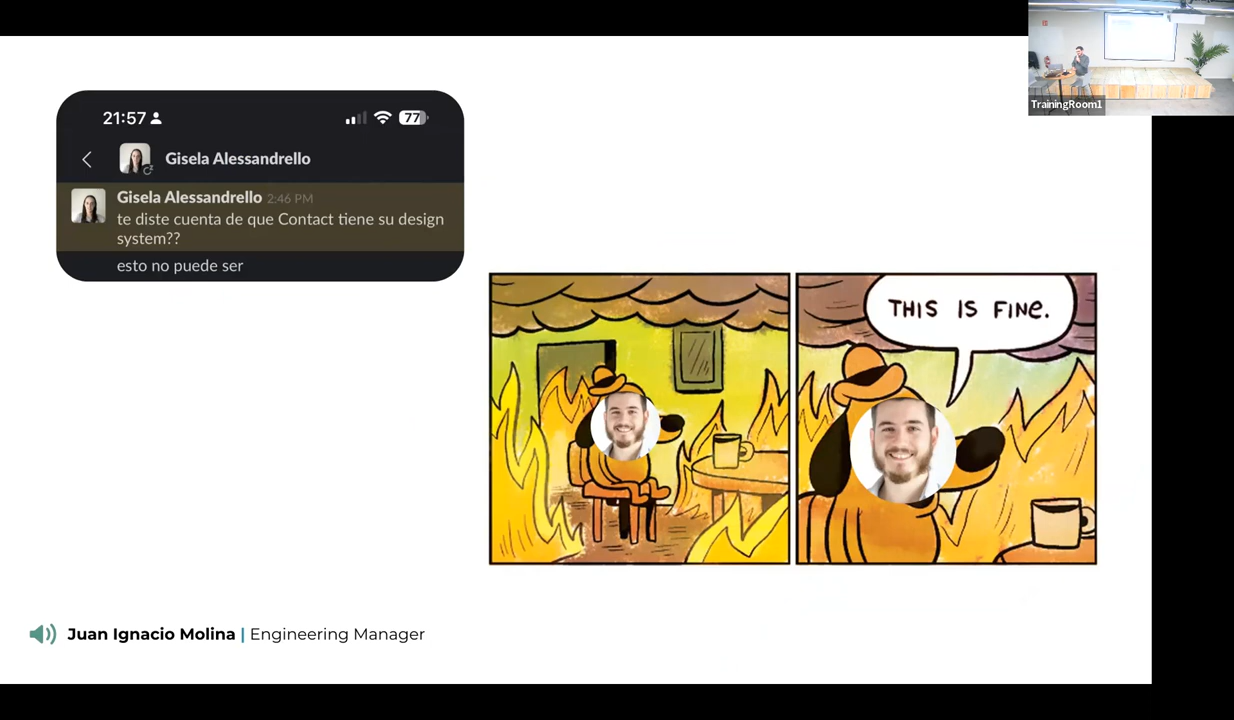 TrainingRoom1
21:57
77
Gisela Alessandrello
Gisela Alessandrello 2:46 PM
te diste cuenta de que Contact tiene su design
system??
esto no puede ser
THIS IS FINE.
Juan Ignacio Molina | Engineering Manager